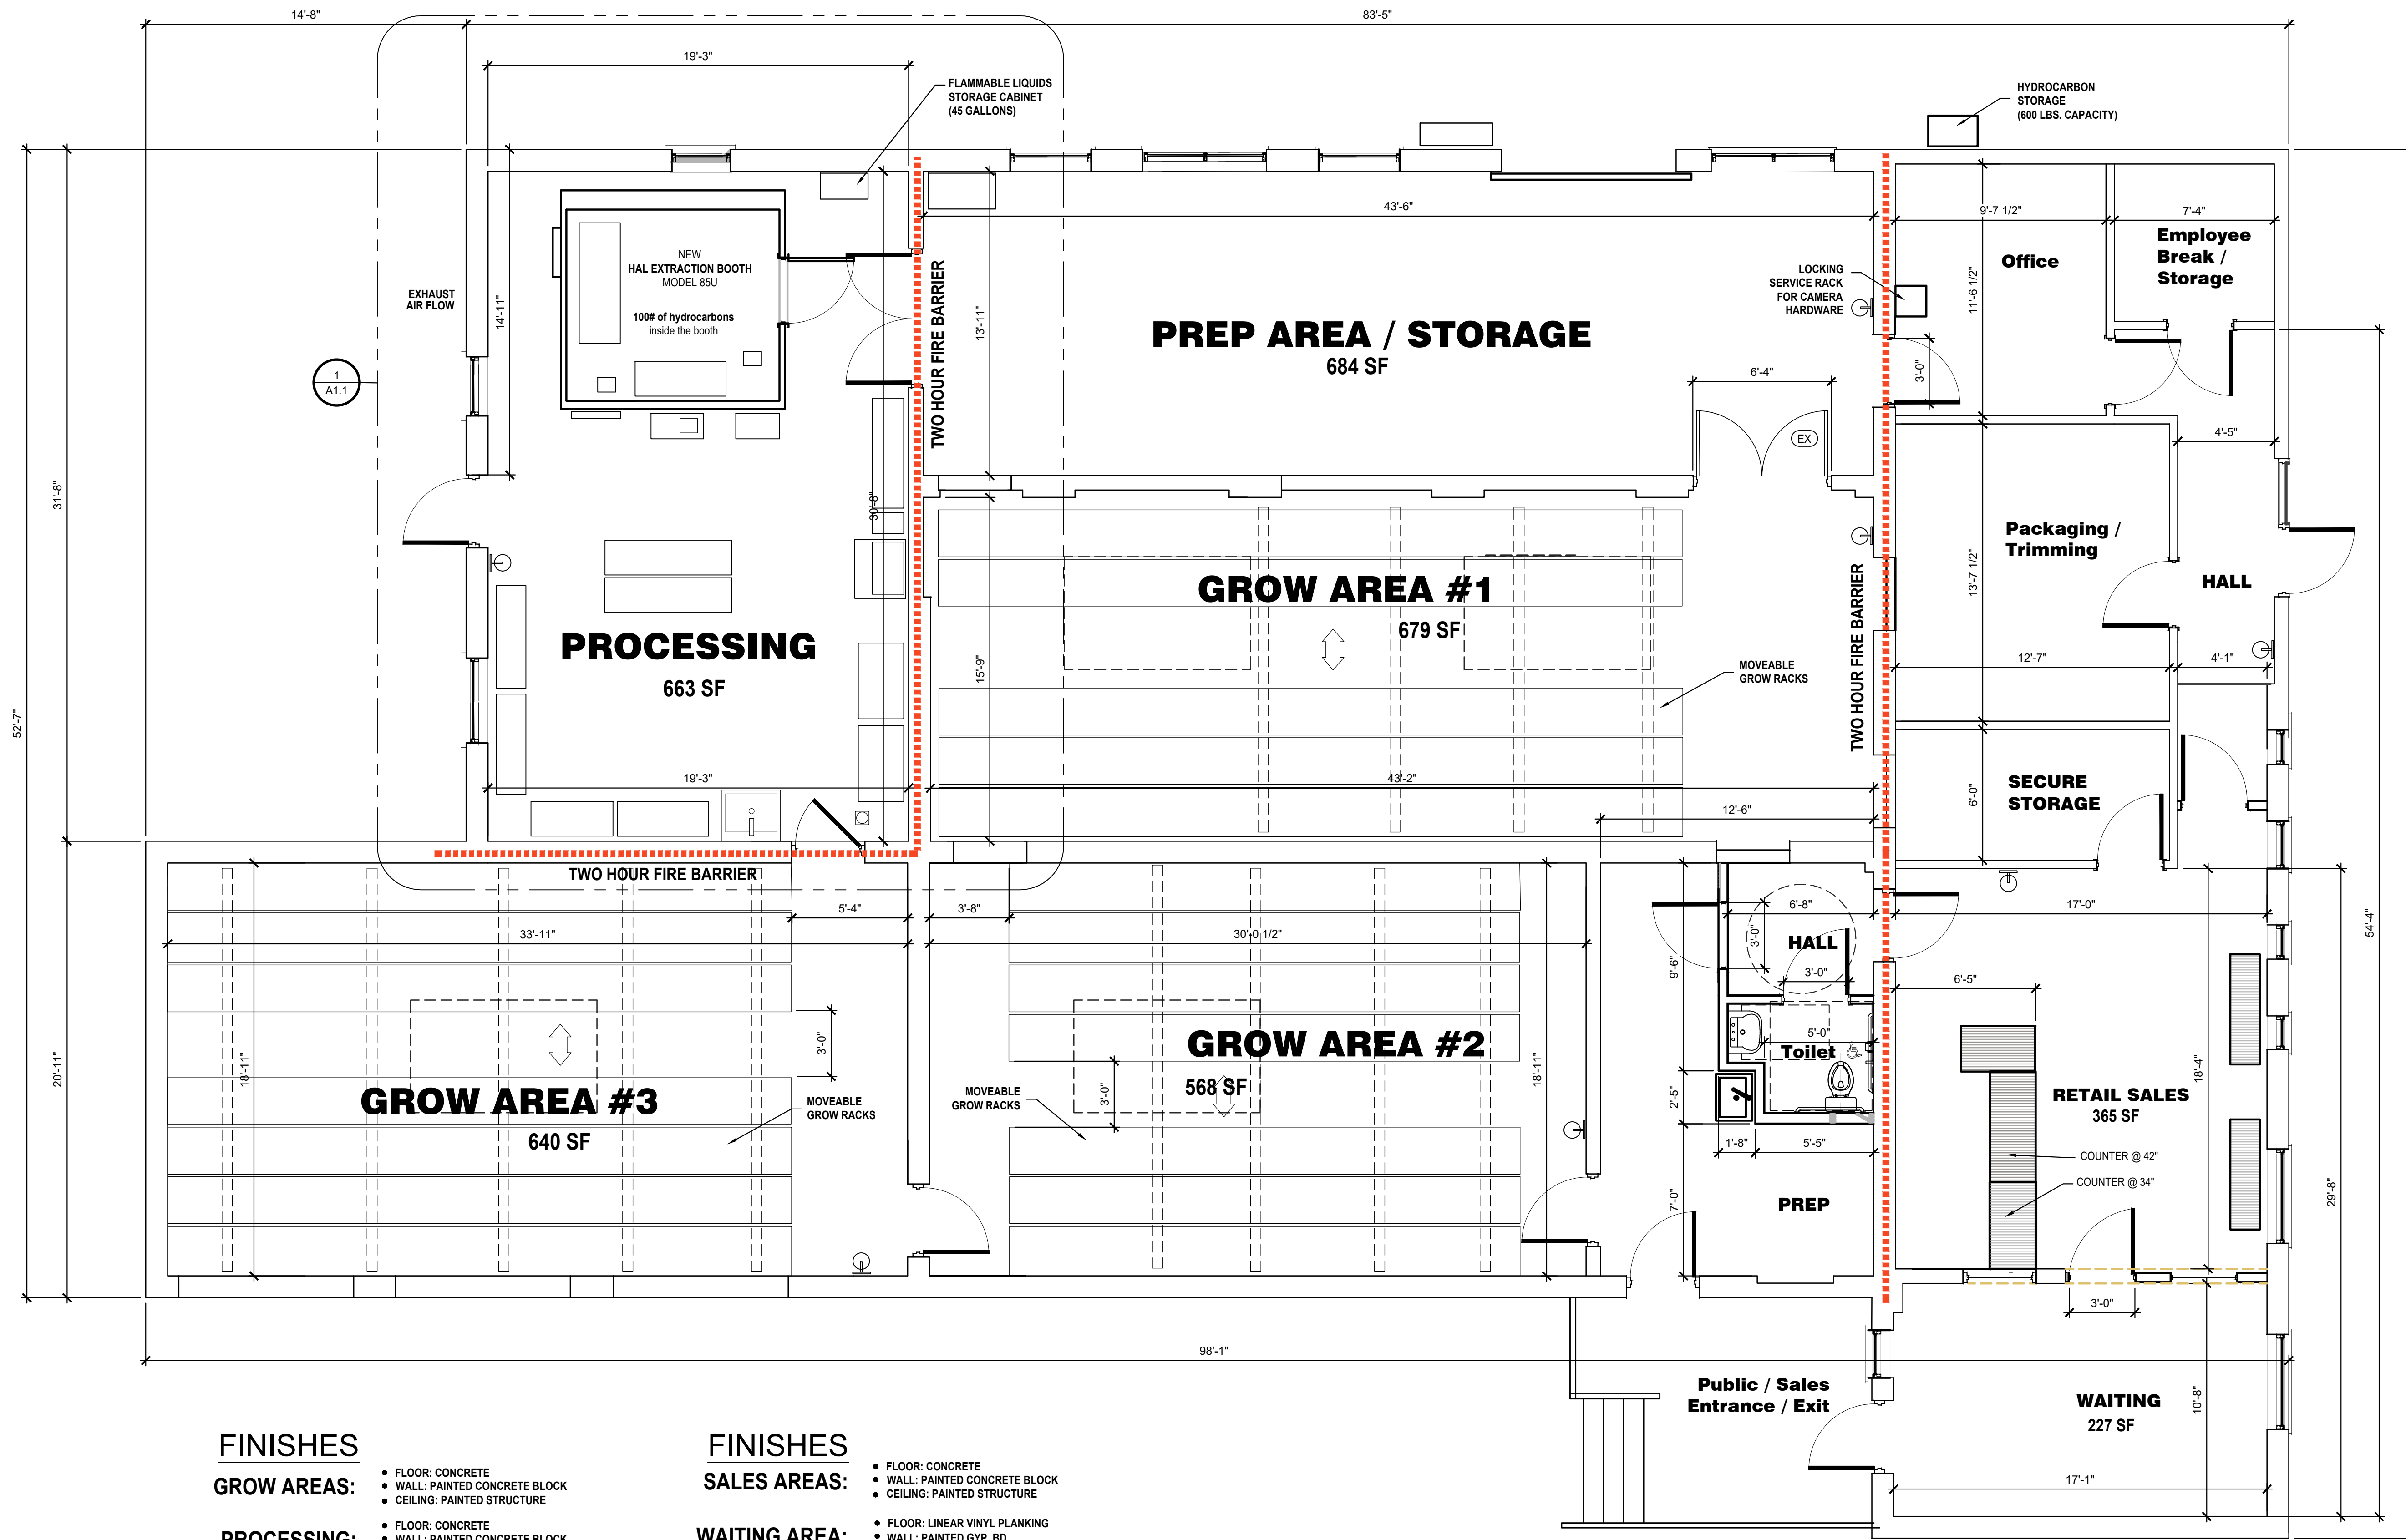 14'-8"
83'-5"
19'-3"
FLAMMABLE LIQUIDS
STORAGE CABINET
(45 GALLONS)
HYDROCARBON
STORAGE
(600 LBS. CAPACITY)
43'-6"
9'-7 1/2"
7'-4"
NEW
HAL EXTRACTION BOOTH
MODEL 85U
100# of hydrocarbons
inside the booth
EXHAUST
AIR FLOW
14'-11"
TWO HOUR FIRE BARRIER
13'-11"
PREP AREA / STORAGE
684 SF
LOCKING
SERVICE RACK
FOR CAMERA
HARDWARE
Office
11'-6 1/2"
Employee
Break /
Storage
1
A1.1
6'-4"
3'-0"
EX
4'-5"
31'-8"
30'-8"
52'-7"
Packaging /
Trimming
13'-7 1/2"
HALL
GROW AREA #1
679 SF
15'-9"
PROCESSING
663 SF
MOVEABLE
GROW RACKS
TWO HOUR FIRE BARRIER
12'-7"
4'-1"
19'-3"
43'-2"
12'-6"
SECURE
STORAGE
6'-0"
TWO HOUR FIRE BARRIER
5'-4"
3'-8"
33'-11"
30'-0 1/2"
6'-8"
17'-0"
54'-4"
3'-0"
HALL
3'-0"
9'-6"
6'-5"
20'-11"
18'-11"
3'-0"
GROW AREA #3
640 SF
MOVEABLE
GROW RACKS
MOVEABLE
GROW RACKS
3'-0"
GROW AREA #2
568 SF
18'-11"
5'-0"
Toilet
2'-5"
1'-8"
5'-5"
18'-4"
RETAIL SALES
365 SF
COUNTER @ 42"
COUNTER @ 34"
29'-8"
7'-0"
PREP
3'-0"
98'-1"
Public / Sales
Entrance / Exit
WAITING
227 SF
10'-8"
17'-1"
FINISHES
GROW AREAS:
• FLOOR: CONCRETE
• WALL: PAINTED CONCRETE BLOCK
• CEILING: PAINTED STRUCTURE
PROCESSING:
• FLOOR: CONCRETE
• WALL: PAINTED CONCRETE BLOCK
FINISHES
SALES AREAS:
• FLOOR: CONCRETE
• WALL: PAINTED CONCRETE BLOCK
• CEILING: PAINTED STRUCTURE
WAITING AREA:
• FLOOR: LINEAR VINYL PLANKING
• WALL: PAINTED GYP. BD.